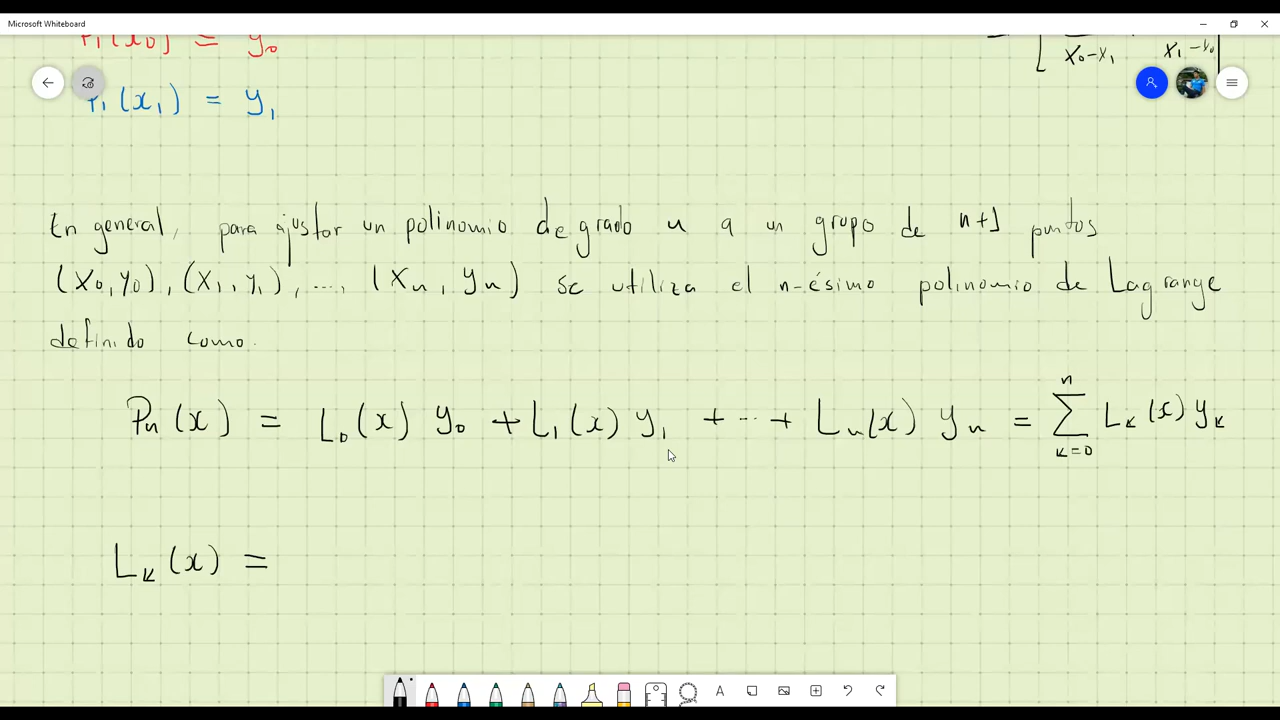 Microsoft Whiteboard
P₁(x₀) = y₀
x₀-x₁ x₁-x₀
P₁(x₁) = y₁
En general, para ajustar un polinomio de grado n a un grupo de n+1 puntos
(x₀,y₀), (x₁,y₁), ..., (xₙ,yₙ) se utiliza el n-ésimo polinomio de Lagrange
definido como.
Pₙ(x) = L₀(x) y₀ + L₁(x) y₁ + ... + Lₙ(x) yₙ = ∑ₖ₌₀ⁿ Lₖ(x) yₖ
Lₖ(x) =
A